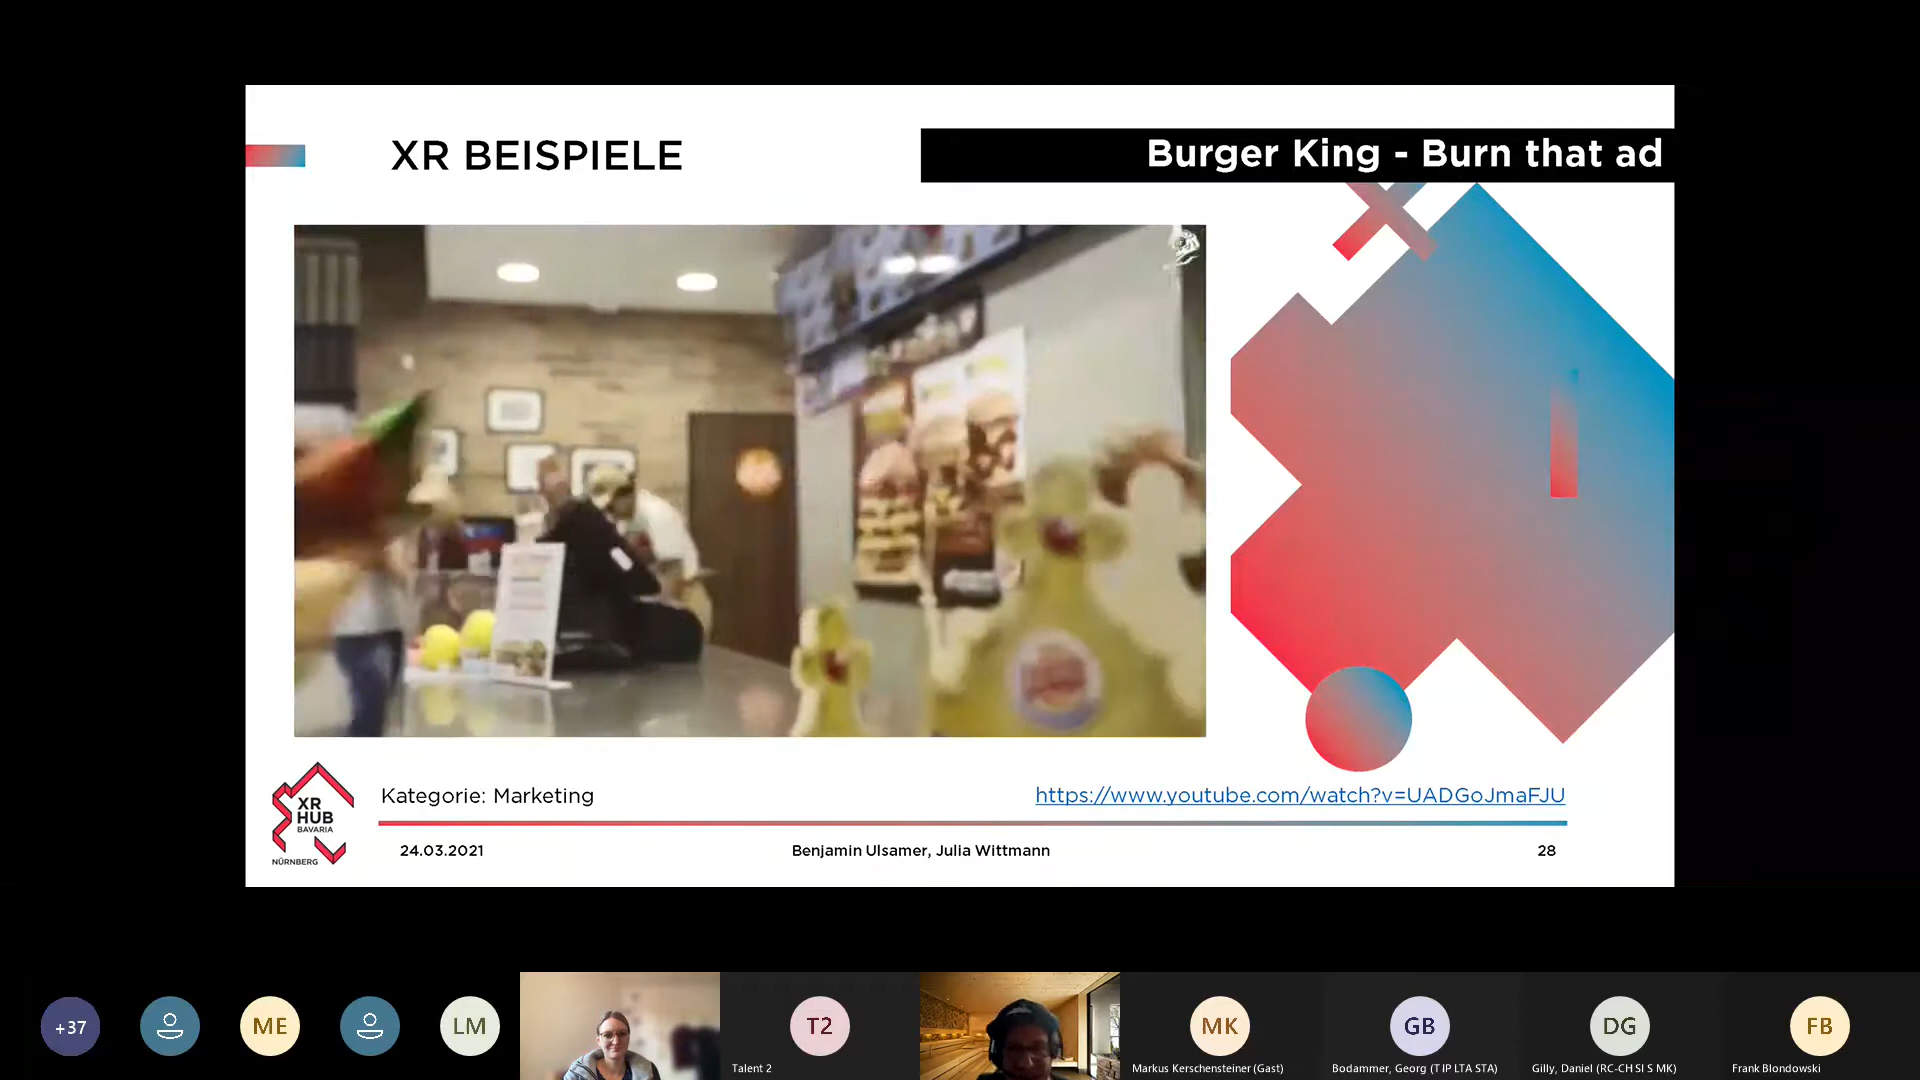 XR BEISPIELE
Burger King - Burn that ad
XR
HUB
BAVARIA
NÜRNBERG
Kategorie: Marketing
https://www.youtube.com/watch?v=UADGoJmaFJU
24.03.2021
Benjamin Ulsamer, Julia Wittmann
28
+37
ME
LM
T2
Talent 2
MK
Markus Kerschensteiner (Gast)
GB
Bodammer, Georg (T IP LTA STA)
DG
Gilly, Daniel (RC-CH SI S MK)
FB
Frank Blondowski